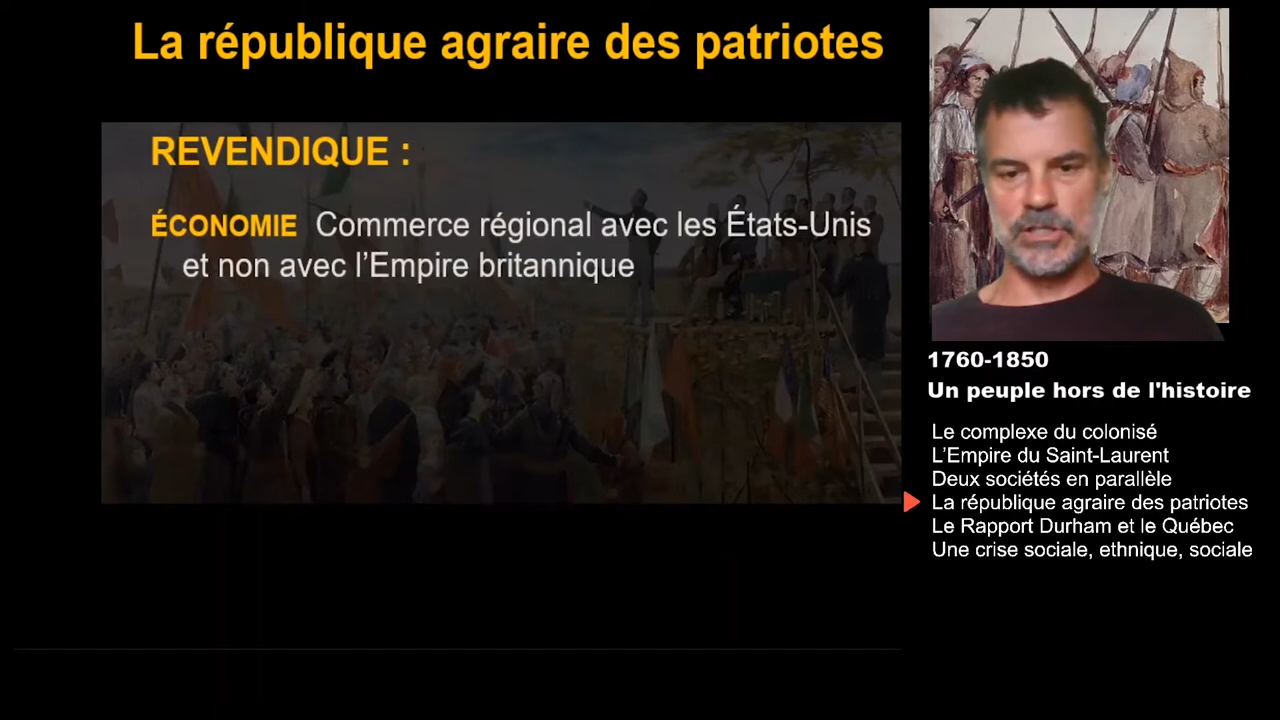 La république agraire des patriotes
REVENDIQUE :
ÉCONOMIE Commerce régional avec les États-Unis
et non avec l'Empire britannique
1760-1850
Un peuple hors de l'histoire
Le complexe du colonisé
L'Empire du Saint-Laurent
Deux sociétés en parallèle
La république agraire des patriotes
Le Rapport Durham et le Québec
Une crise sociale, ethnique, sociale